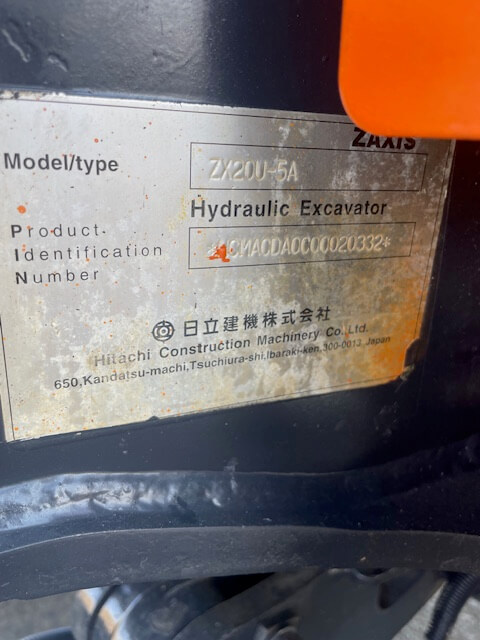 ZAXIS
Model/type ZX20U-5A
Hydraulic Excavator
Product
Identification
Number
日立建機株式会社
Hitachi Construction Machinery Co., Ltd.
650,Kandatsu-machi,Tsuchiura-shi,Ibaraki-ken,300-0013 Japan